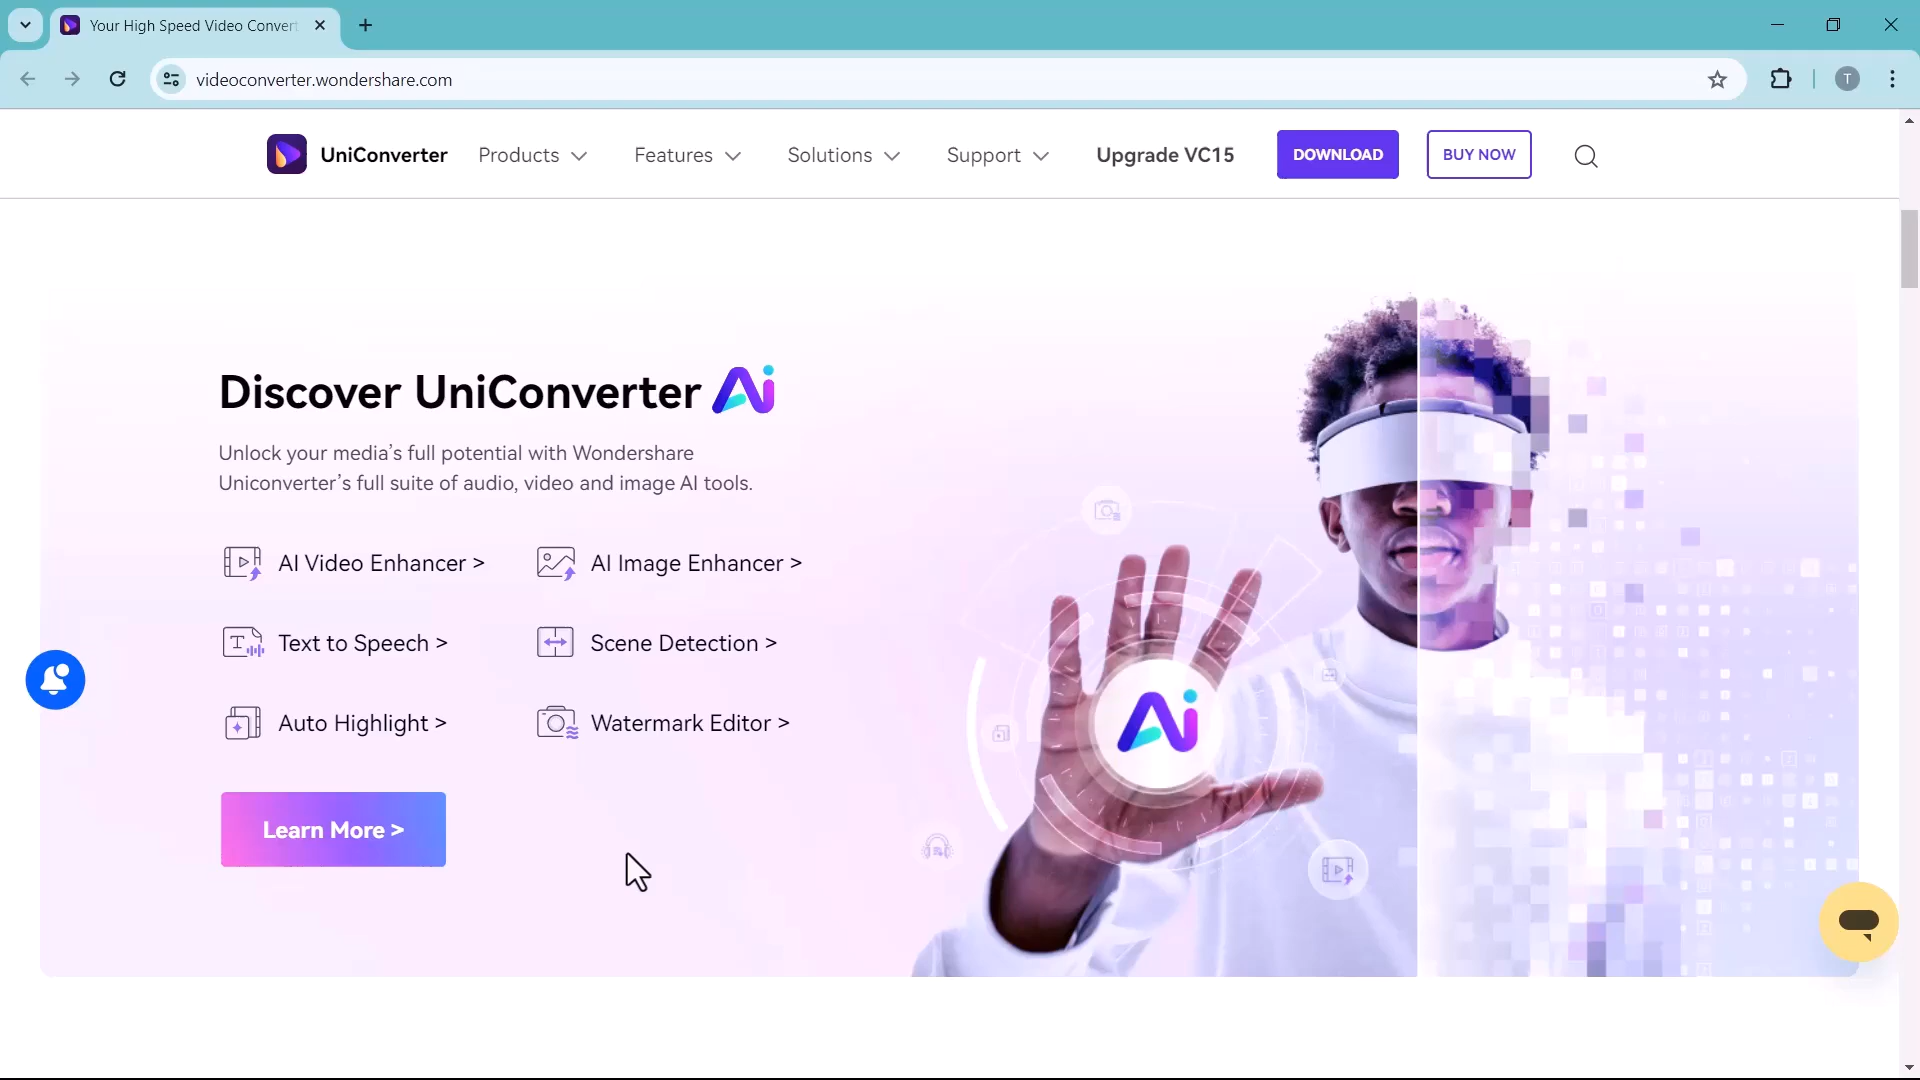 Your High Speed Video Convert
videoconverter.wondershare.com
T
UniConverter
Products
Features
Solutions
Support
Upgrade VC15
DOWNLOAD
BUY NOW
Discover UniConverter Ai
Unlock your media’s full potential with Wondershare
Uniconverter’s full suite of audio, video and image AI tools.
AI Video Enhancer >
AI Image Enhancer >
Text to Speech >
Scene Detection >
Auto Highlight >
Watermark Editor >
Learn More >
Ai